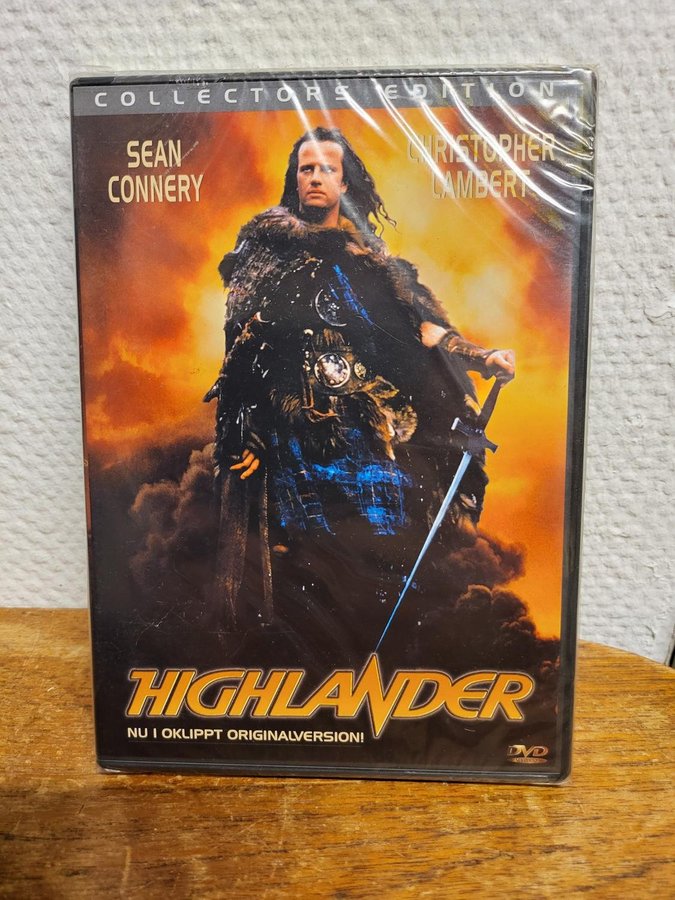 COLLECTORS EDITION
SEAN
CONNERY
CHRISTOPHER
LAMBERT
HIGHLANDER
NU I OKLIPPT ORIGINALVERSION!
DVD